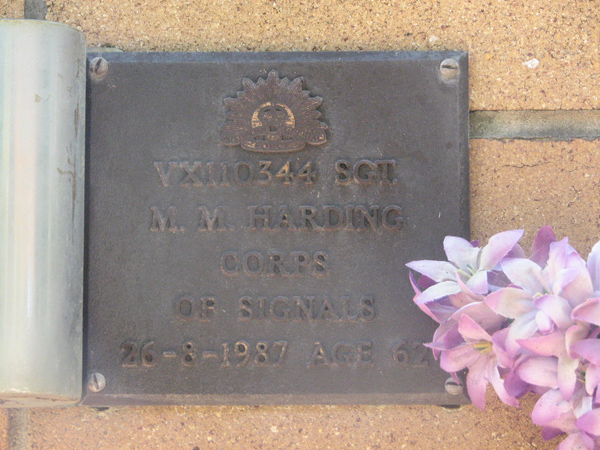 VX110344 SGT.
M. M. HARDING
CORPS
OF SIGNALS
26-8-1987 AGE 62